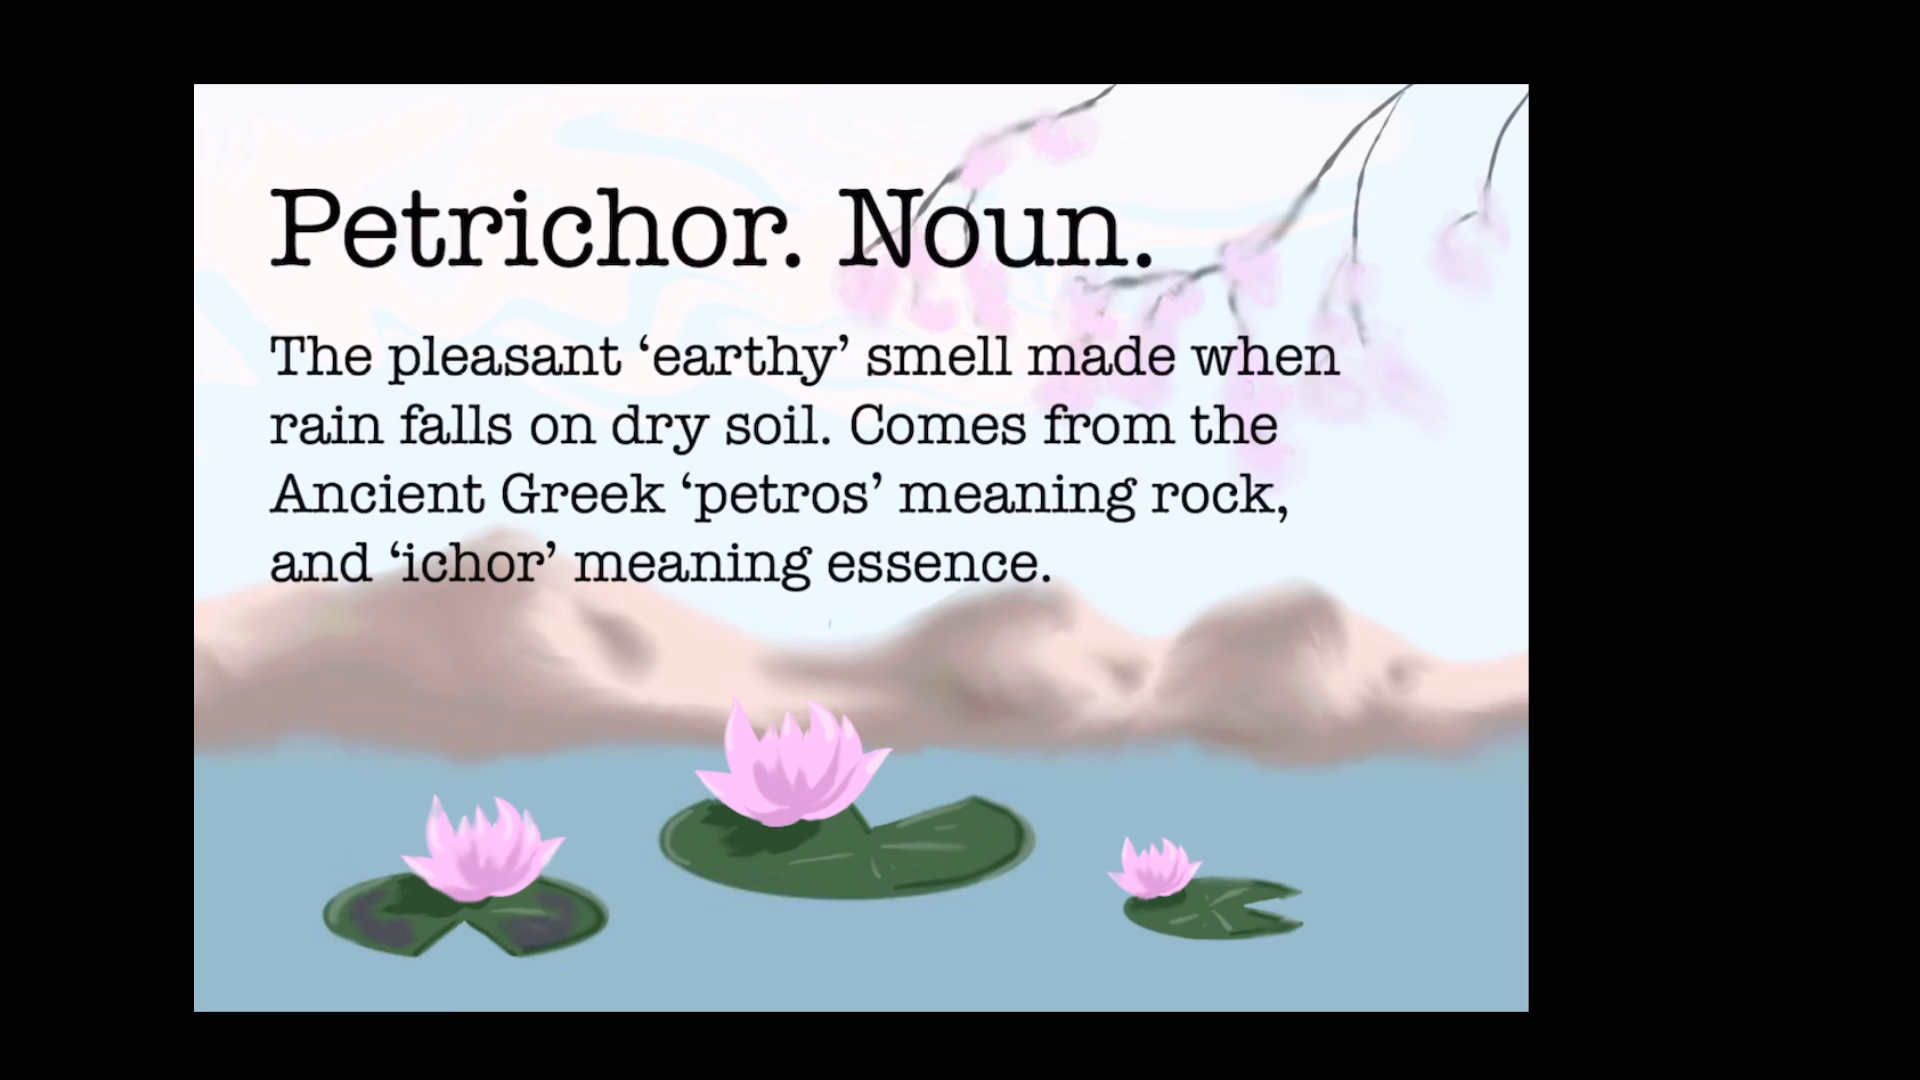 Petrichor. Noun.
The pleasant ‘earthy’ smell made when
rain falls on dry soil. Comes from the
Ancient Greek ‘petros’ meaning rock,
and ‘ichor’ meaning essence.